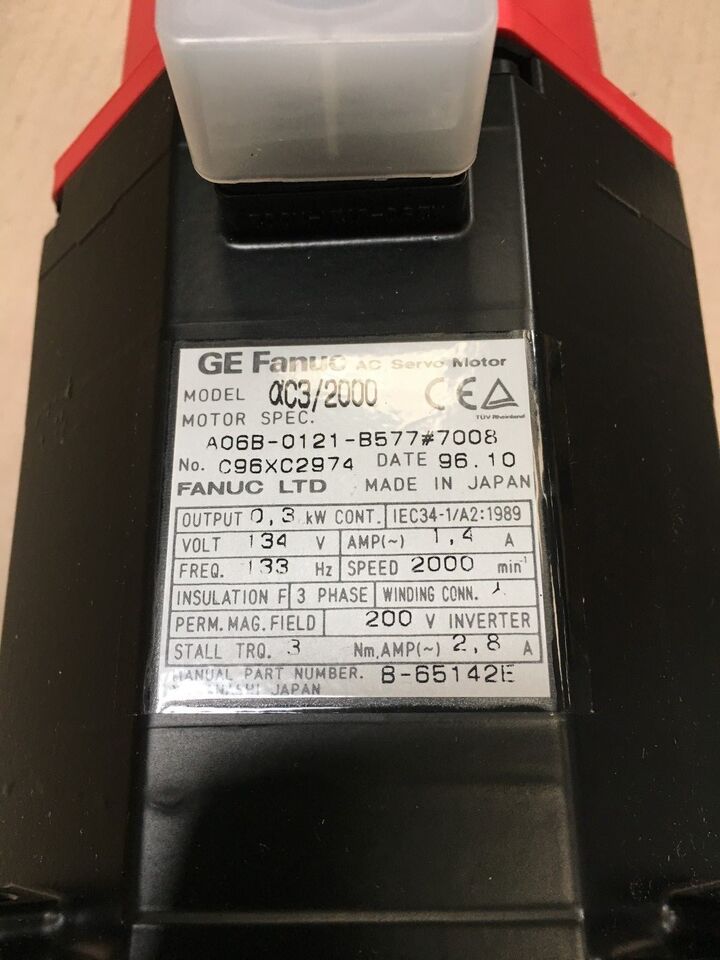 GE Fanuc AC Servo Motor
MODEL αC3/2000
CE TÜV Rheinland
MOTOR SPEC.
A06B-0121-B577#7008
No. C96XC2974 DATE 96.10
FANUC LTD MADE IN JAPAN
OUTPUT 0,3 kW CONT. IEC34-1/A2:1989
VOLT 134 V AMP(~) 1,4 A
FREQ. 133 Hz SPEED 2000 min⁻¹
INSULATION F 3 PHASE WINDING CONN.
PERM. MAG. FIELD 200 V INVERTER
STALL TRQ. 3 Nm, AMP(~) 2,8 A
MANUAL PART NUMBER. B-65142E
JAPAN